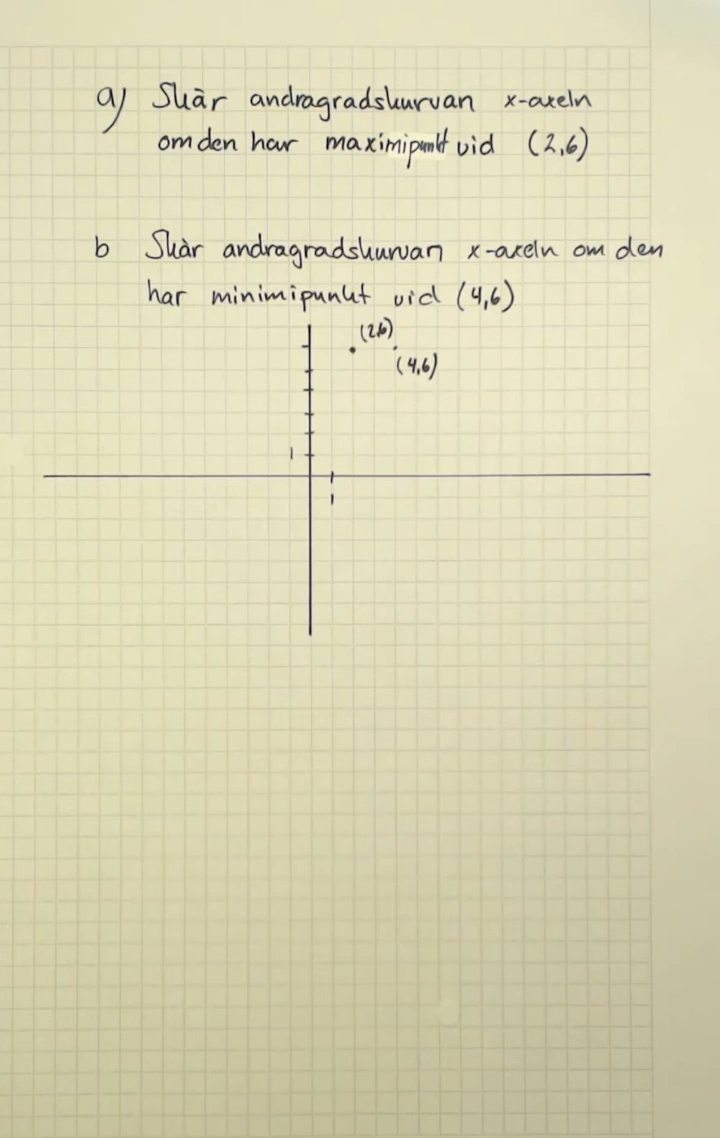 a) Skär andragradskurvan x-axeln
om den har maximipunkt vid (2,6)
b Skär andragradskurvan x-axeln om den
har minimipunkt vid (4,6)
(2,6)
(4,6)
1
1